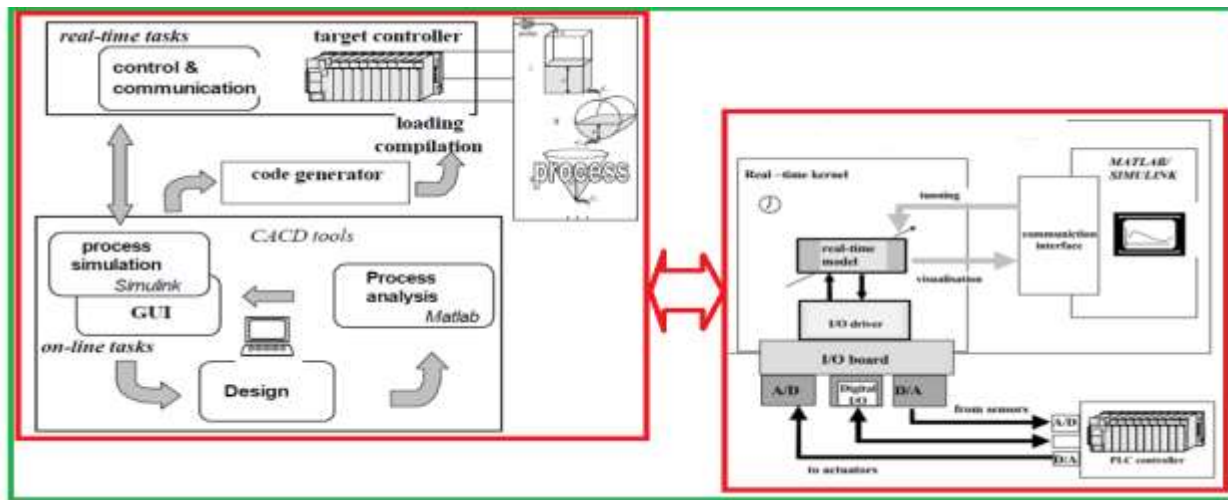 real-time tasks
target controller
control &
communication
loading
compilation
code generator
process
CACD tools
process
simulation
Simulink
GUI
Process
analysis
Matlab
on-line tasks
Design
Real - time kernel
MATLAB/
SIMULINK
tunning
communiction
interface
real-time
model
visualisation
I/O driver
I/O board
A/D
Digital
I/O
D/A
from sensors
A/D
D/A
PLC controller
to actuators